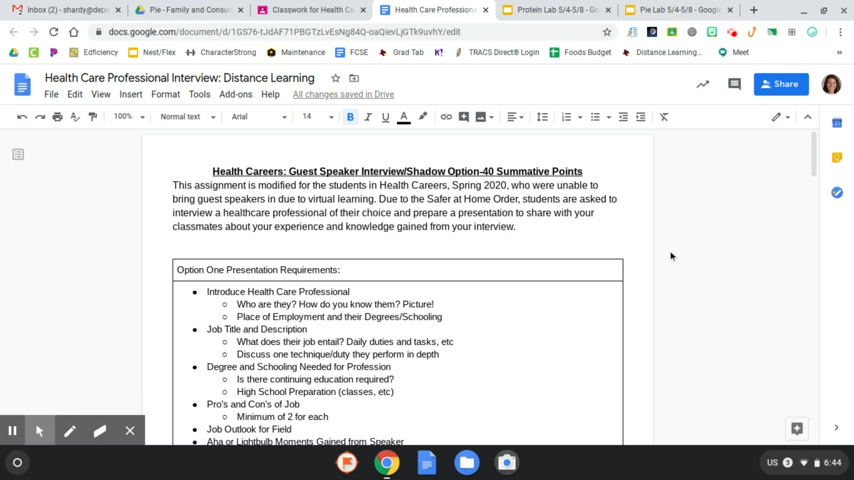 Inbox (2) - shardy@depe
Pie - Family and Consum
Classwork for Health Ca
Health Care Professiona
Protein Lab 5/4-5/8 - Goo
Pie Lab 5/4-5/8 - Google
docs.google.com/document/d/1GS76-tJdAF71PBGTzLvEsNg84Q-oaQievLjGTk9uvhY/edit
Edficiency
Nest/Flex
CharacterStrong
Maintenance
FCSE
Grad Tab
K!
TRACS Direct® Login
Foods Budget
Distance Learning...
Meet
Health Care Professional Interview: Distance Learning
File Edit View Insert Format Tools Add-ons Help All changes saved in Drive
Share
100% Normal text Arial 14 B I U A
Health Careers: Guest Speaker Interview/Shadow Option-40 Summative Points
This assignment is modified for the students in Health Careers, Spring 2020, who were unable to
bring guest speakers in due to virtual learning. Due to the Safer at Home Order, students are asked to
interview a healthcare professional of their choice and prepare a presentation to share with your
classmates about your experience and knowledge gained from your interview.
Option One Presentation Requirements:
● Introduce Health Care Professional
○ Who are they? How do you know them? Picture!
○ Place of Employment and their Degrees/Schooling
● Job Title and Description
○ What does their job entail? Daily duties and tasks, etc
○ Discuss one technique/duty they perform in depth
● Degree and Schooling Needed for Profession
○ Is there continuing education required?
○ High School Preparation (classes, etc)
● Pro's and Con's of Job
○ Minimum of 2 for each
● Job Outlook for Field
● Aha or Lightbulb Moments Gained from Speaker
US 3 6:44